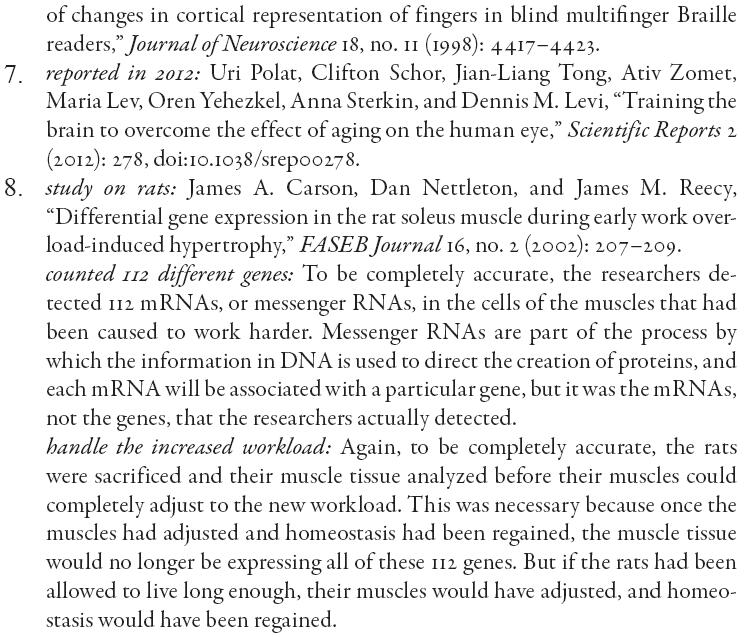 of changes in cortical representation of fingers in blind multifinger Braille
readers,” Journal of Neuroscience 18, no. 11 (1998): 4417–4423.
7. reported in 2012: Uri Polat, Clifton Schor, Jian-Liang Tong, Ativ Zomet,
Maria Lev, Oren Yehezkel, Anna Sterkin, and Dennis M. Levi, “Training the
brain to overcome the effect of aging on the human eye,” Scientific Reports 2
(2012): 278, doi:10.1038/srep00278.
8. study on rats: James A. Carson, Dan Nettleton, and James M. Reecy,
“Differential gene expression in the rat soleus muscle during early work over-
load-induced hypertrophy,” FASEB Journal 16, no. 2 (2002): 207–209.
counted 112 different genes: To be completely accurate, the researchers de-
tected 112 mRNAs, or messenger RNAs, in the cells of the muscles that had
been caused to work harder. Messenger RNAs are part of the process by
which the information in DNA is used to direct the creation of proteins, and
each mRNA will be associated with a particular gene, but it was the mRNAs,
not the genes, that the researchers actually detected.
handle the increased workload: Again, to be completely accurate, the rats
were sacrificed and their muscle tissue analyzed before their muscles could
completely adjust to the new workload. This was necessary because once the
muscles had adjusted and homeostasis had been regained, the muscle tissue
would no longer be expressing all of these 112 genes. But if the rats had been
allowed to live long enough, their muscles would have adjusted, and homeo-
stasis would have been regained.